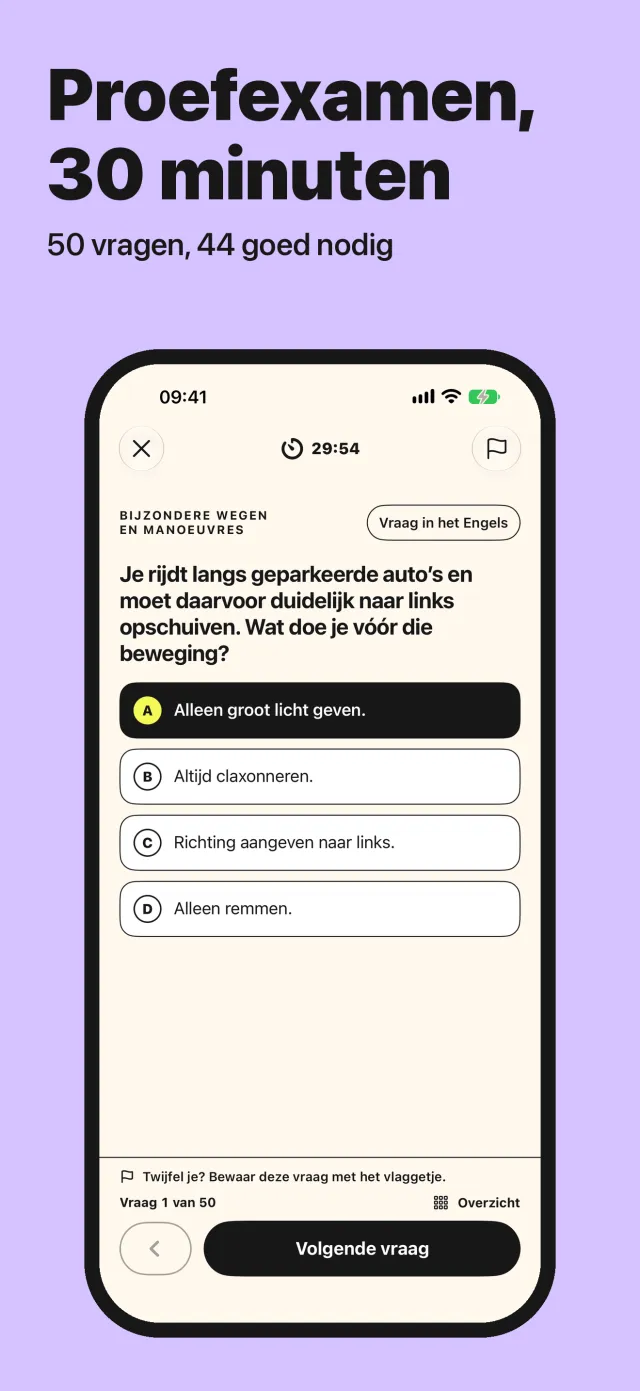 Proefexamen,
30 minuten
50 vragen, 44 goed nodig
09:41
29:54
BIJZONDERE WEGEN
EN MANOEUVRES
Vraag in het Engels
Je rijdt langs geparkeerde auto’s en
moet daarvoor duidelijk naar links
opschuiven. Wat doe je vóór die
beweging?
A Alleen groot licht geven.
B Altijd claxonneren.
C Richting aangeven naar links.
D Alleen remmen.
Twijfel je? Bewaar deze vraag met het vlaggetje.
Vraag 1 van 50
Overzicht
Volgende vraag